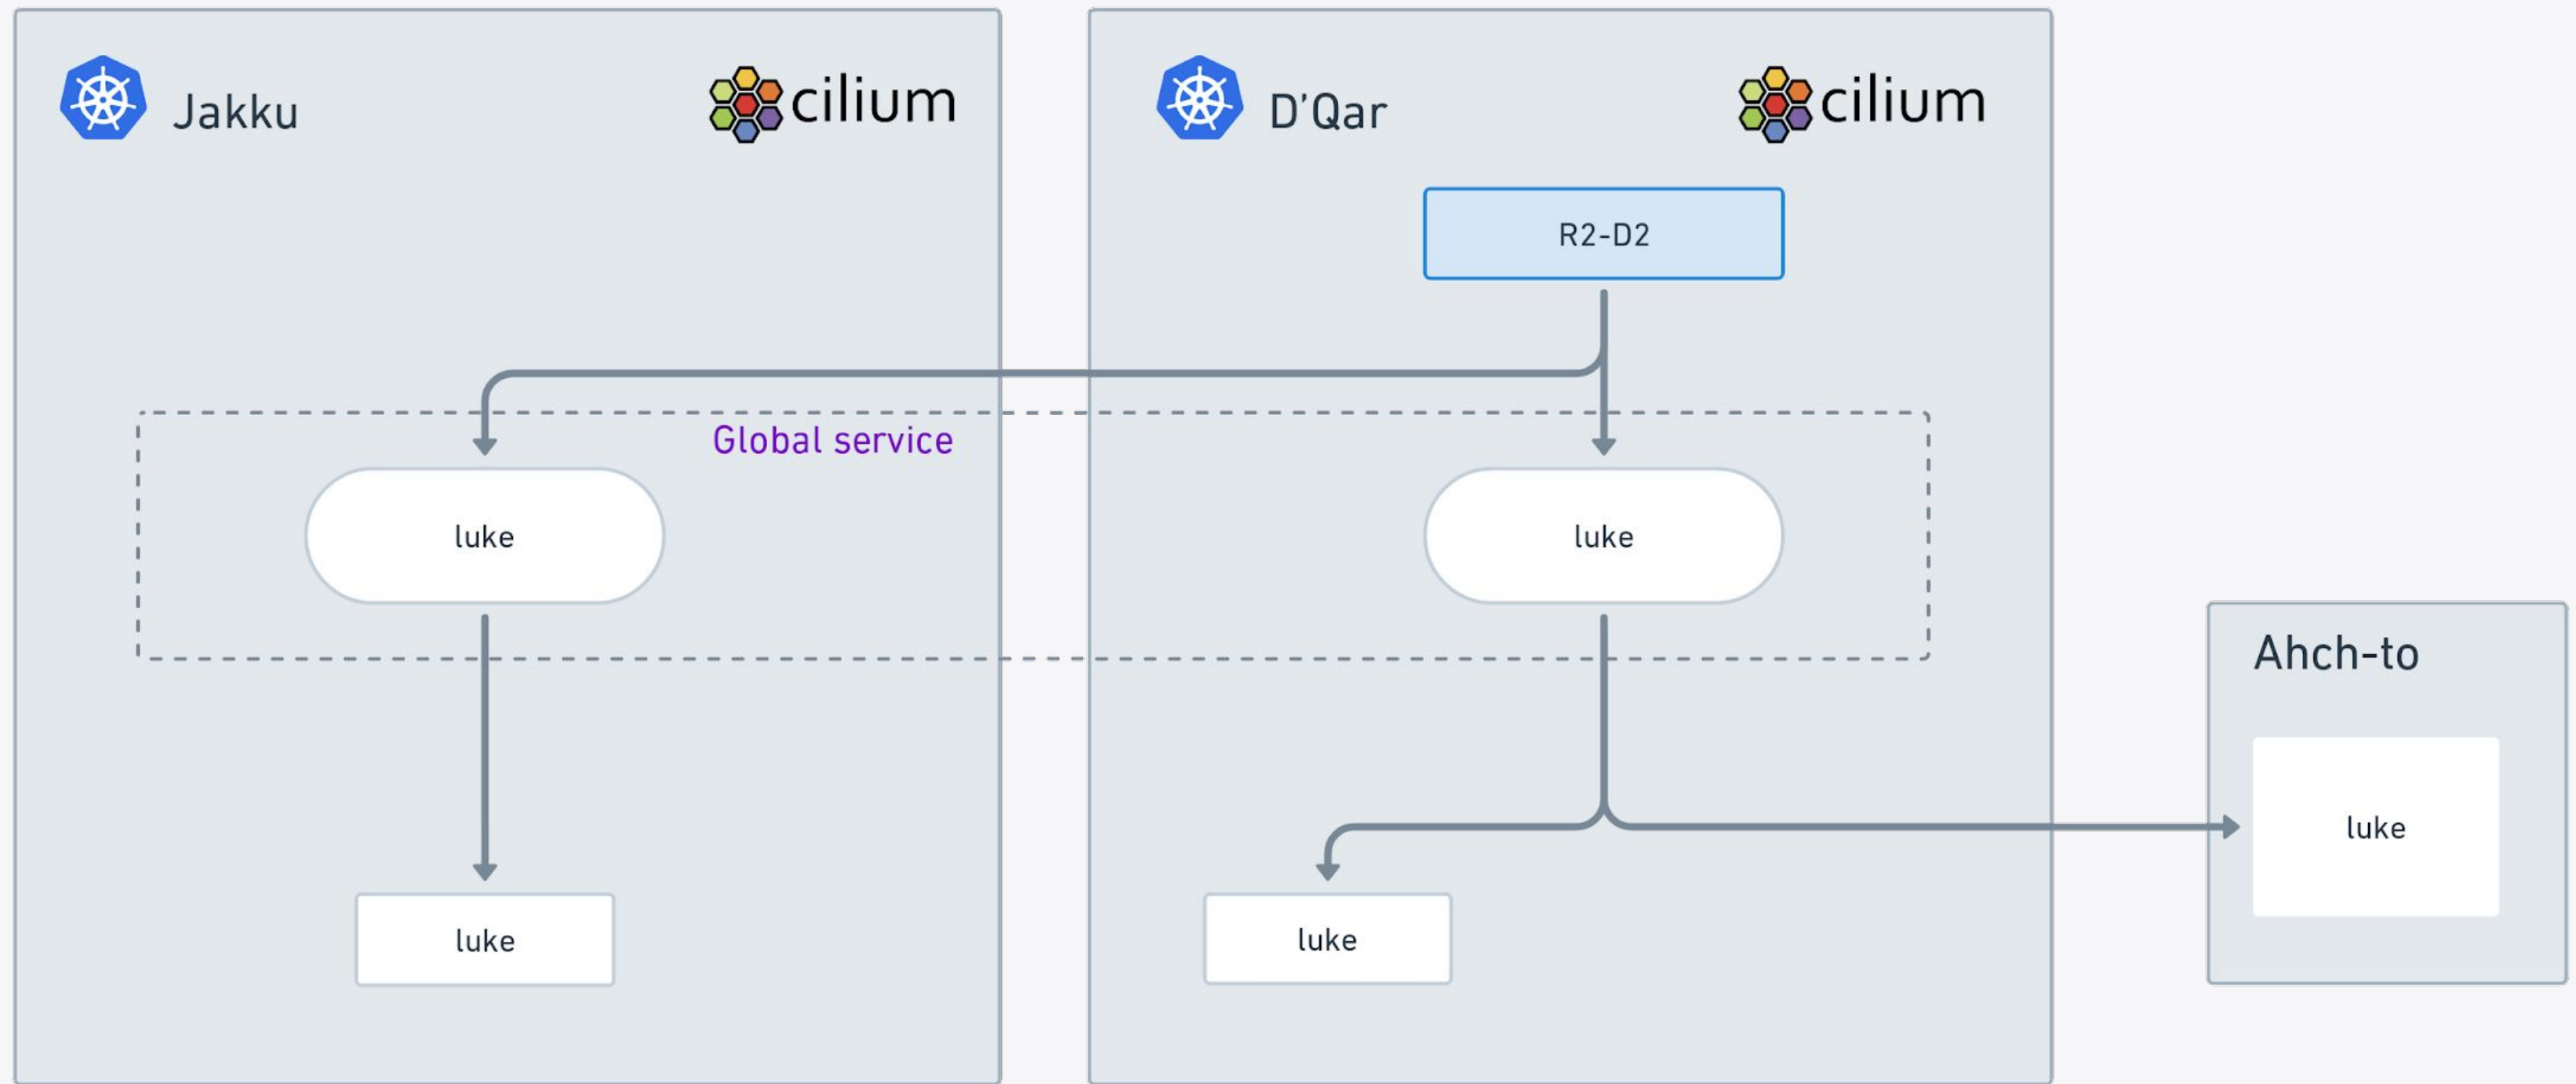 Jakku
cilium
D'Qar
cilium
R2-D2
Global service
luke
luke
Ahch-to
luke
luke
luke